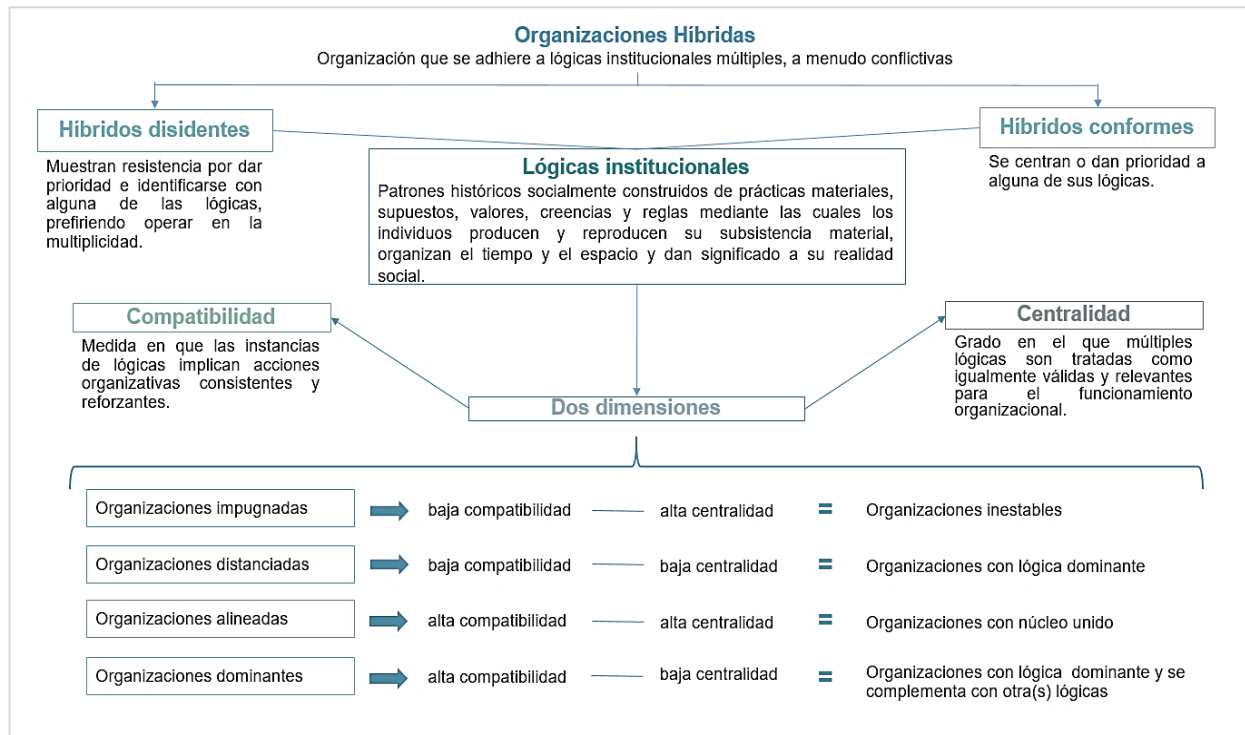 Organizaciones Híbridas
Organización que se adhiere a lógicas institucionales múltiples, a menudo conflictivas
Híbridos disidentes
Muestran resistencia por dar
prioridad e identificarse con
alguna de las lógicas,
prefiriendo operar en la
multiplicidad.
Híbridos conformes
Se centran o dan prioridad a
alguna de sus lógicas.
Lógicas institucionales
Patrones históricos socialmente construidos de prácticas materiales,
supuestos, valores, creencias y reglas mediante las cuales los
individuos producen y reproducen su subsistencia material,
organizan el tiempo y el espacio y dan significado a su realidad
social.
Compatibilidad
Medida en que las instancias
de lógicas implican acciones
organizativas consistentes y
reforzantes.
Centralidad
Grado en el que múltiples
lógicas son tratadas como
igualmente válidas y relevantes
para el funcionamiento
organizacional.
Dos dimensiones
Organizaciones impugnadas baja compatibilidad alta centralidad = Organizaciones inestables
Organizaciones distanciadas baja compatibilidad baja centralidad = Organizaciones con lógica dominante
Organizaciones alineadas alta compatibilidad alta centralidad = Organizaciones con núcleo unido
Organizaciones dominantes alta compatibilidad baja centralidad = Organizaciones con lógica dominante y se
complementa con otra(s) lógicas